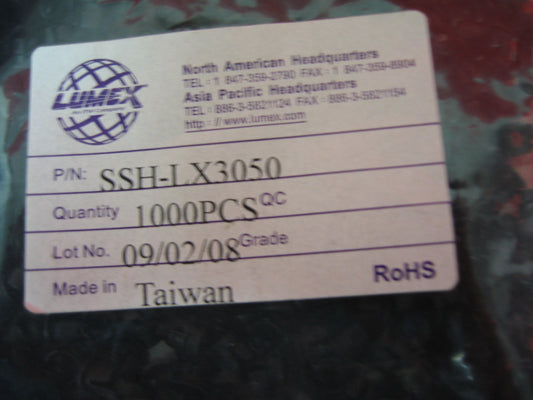 LUMEX
North American Headquarters
TEL : 1 847-359-2790 FAX : 1 847-359-8904
Asia Pacific Headquarters
TEL : 886-3-5821124 FAX : 886-3-5821154
http : // www.lumex.com
P/N: SSH-LX3050
Quantity 1000PCS QC
Lot No. 09/02/08 Grade
Made in Taiwan RoHS